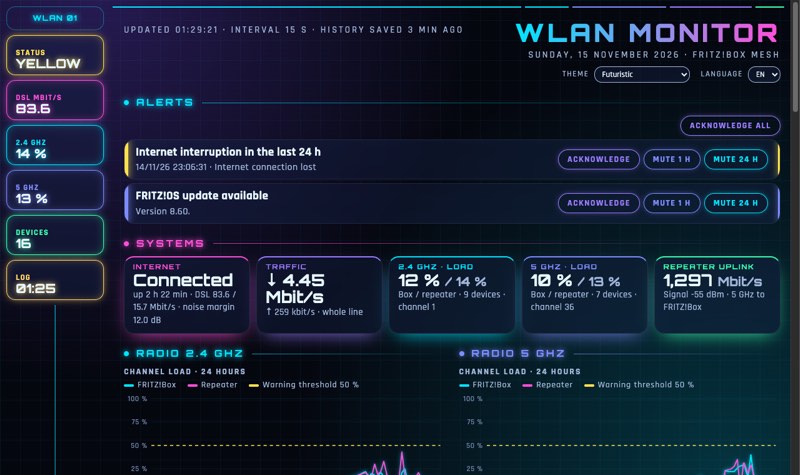 WLAN 01
STATUS
YELLOW
DSL MBIT/S
83.6
2.4 GHZ
14 %
5 GHZ
13 %
DEVICES
16
LOG
01:25
UPDATED 01:29:21 · INTERVAL 15 S · HISTORY SAVED 3 MIN AGO
WLAN MONITOR
SUNDAY, 15 NOVEMBER 2026 · FRITZ!BOX MESH
THEME Futuristic LANGUAGE EN
ALERTS
ACKNOWLEDGE ALL
Internet interruption in the last 24 h
14/11/26 23:06:31 · Internet connection lost
ACKNOWLEDGE MUTE 1 H MUTE 24 H
FRITZ!OS update available
Version 8.60.
ACKNOWLEDGE MUTE 1 H MUTE 24 H
SYSTEMS
INTERNET
Connected
up 2 h 22 min · DSL 83.6 /
15.7 Mbit/s · noise margin
12.0 dB
TRAFFIC
↓ 4.45
Mbit/s
↑ 259 kbit/s · whole line
2.4 GHZ · LOAD
12 % / 14 %
Box / repeater · 9 devices ·
channel 1
5 GHZ · LOAD
10 % / 13 %
Box / repeater · 7 devices ·
channel 36
REPEATER UPLINK
1,297 Mbit/s
Signal -55 dBm · 5 GHz to
FRITZ!Box
RADIO 2.4 GHZ
CHANNEL LOAD · 24 HOURS
FRITZ!Box Repeater Warning threshold 50 %
100 %
75 %
50 %
25 %
RADIO 5 GHZ
CHANNEL LOAD · 24 HOURS
FRITZ!Box Repeater Warning threshold 50 %
100 %
75 %
50 %
25 %